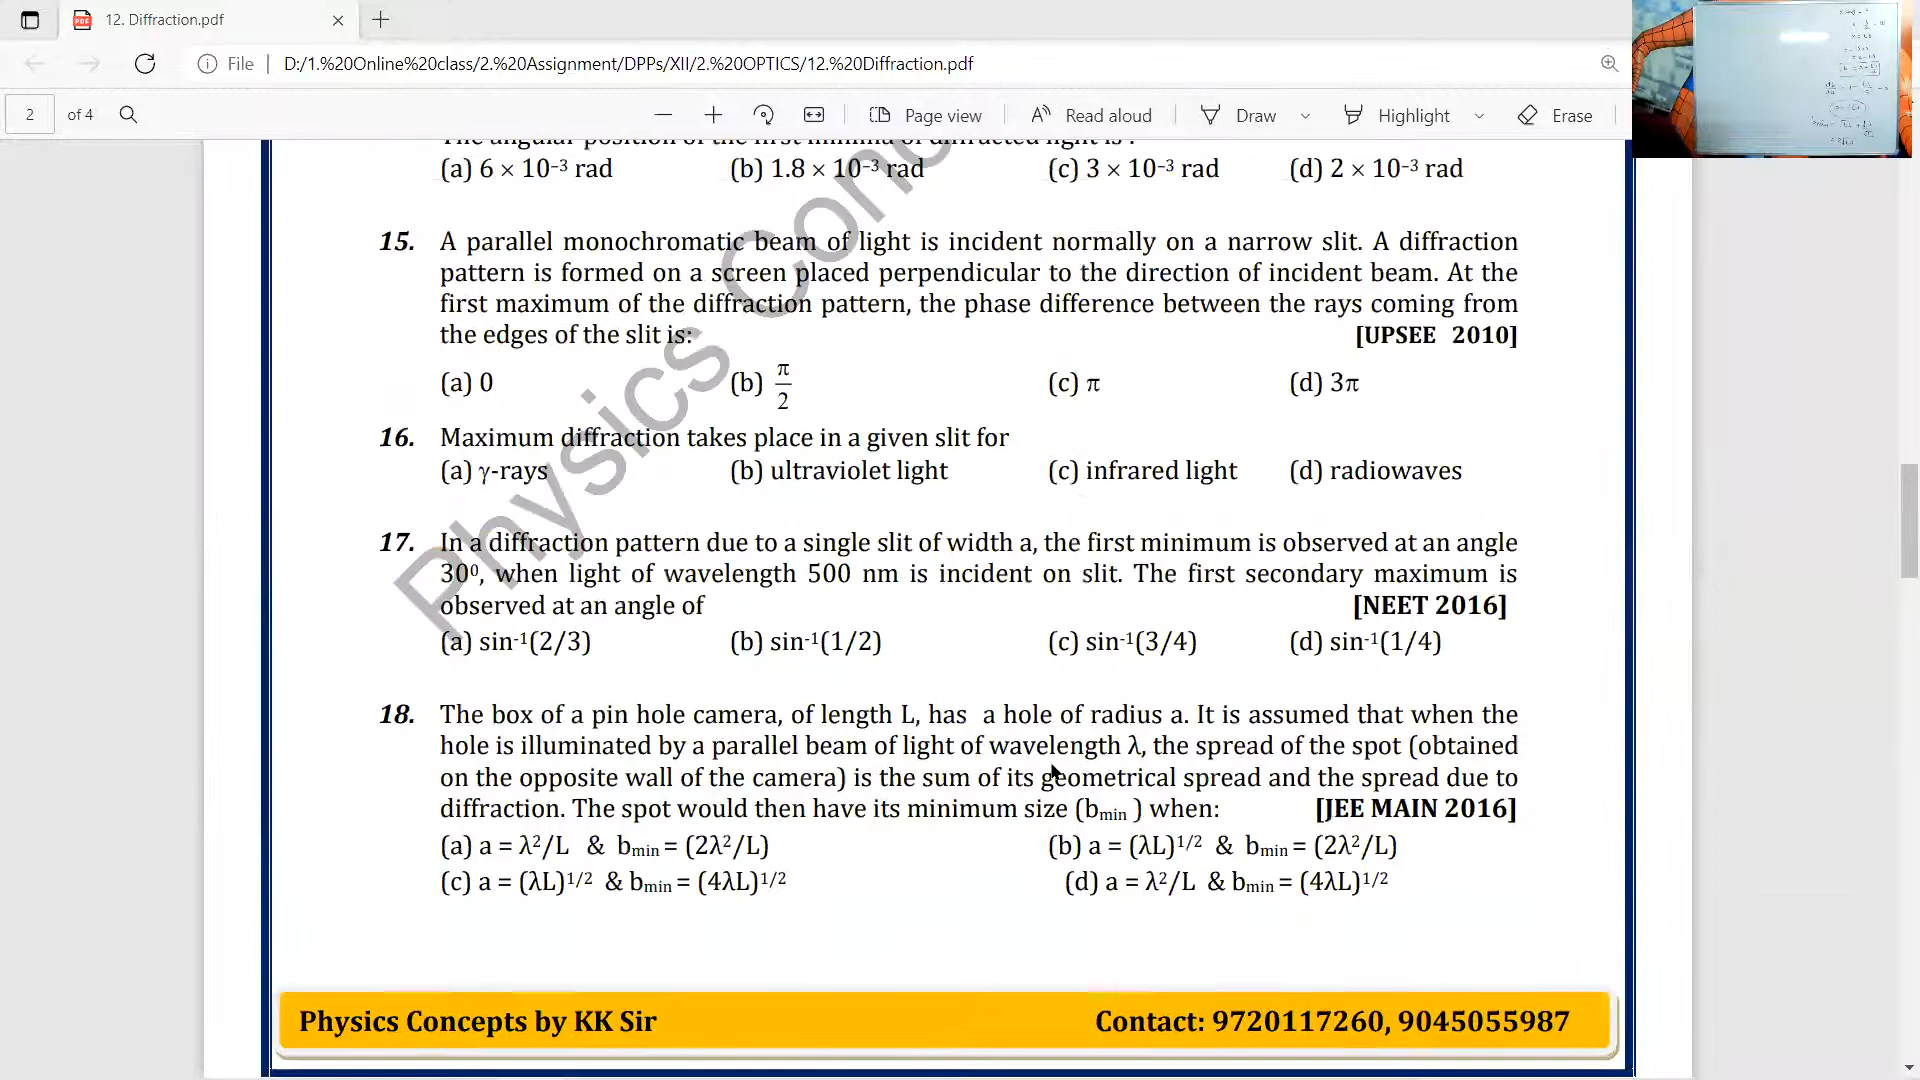 12. Diffraction.pdf
File
D:/1.%20Online%20class/2.%20Assignment/DPPs/XII/2.%20OPTICS/12.%20Diffraction.pdf
2 of 4
Page view
Read aloud
Draw
Highlight
Erase
The angular position of the first minima of diffracted light is :
(a) 6 × 10⁻³ rad (b) 1.8 × 10⁻³ rad (c) 3 × 10⁻³ rad (d) 2 × 10⁻³ rad
15. A parallel monochromatic beam of light is incident normally on a narrow slit. A diffraction
pattern is formed on a screen placed perpendicular to the direction of incident beam. At the
first maximum of the diffraction pattern, the phase difference between the rays coming from
the edges of the slit is: [UPSEE 2010]
(a) 0 (b) π/2 (c) π (d) 3π
16. Maximum diffraction takes place in a given slit for
(a) γ-rays (b) ultraviolet light (c) infrared light (d) radiowaves
17. In a diffraction pattern due to a single slit of width a, the first minimum is observed at an angle
30⁰, when light of wavelength 500 nm is incident on slit. The first secondary maximum is
observed at an angle of [NEET 2016]
(a) sin⁻¹(2/3) (b) sin⁻¹(1/2) (c) sin⁻¹(3/4) (d) sin⁻¹(1/4)
18. The box of a pin hole camera, of length L, has a hole of radius a. It is assumed that when the
hole is illuminated by a parallel beam of light of wavelength λ, the spread of the spot (obtained
on the opposite wall of the camera) is the sum of its geometrical spread and the spread due to
diffraction. The spot would then have its minimum size (bmin ) when: [JEE MAIN 2016]
(a) a = λ²/L & bmin = (2λ²/L) (b) a = (λL)¹/² & bmin = (2λ²/L)
(c) a = (λL)¹/² & bmin = (4λL)¹/² (d) a = λ²/L & bmin = (4λL)¹/²
Physics Conc
Physics Concepts by KK Sir Contact: 9720117260, 9045055987